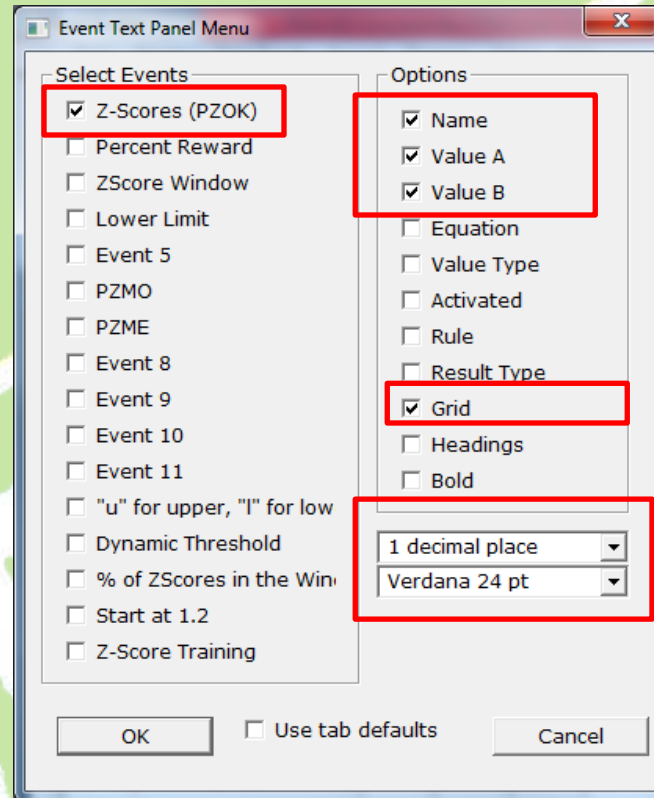 Event Text Panel Menu
x
Select Events
Z-Scores (PZOK)
Percent Reward
ZScore Window
Lower Limit
Event 5
PZMO
PZME
Event 8
Event 9
Event 10
Event 11
"u" for upper, "l" for low
Dynamic Threshold
% of ZScores in the Win
Start at 1.2
Z-Score Training
Options
Name
Value A
Value B
Equation
Value Type
Activated
Rule
Result Type
Grid
Headings
Bold
1 decimal place
Verdana 24 pt
OK
Use tab defaults
Cancel